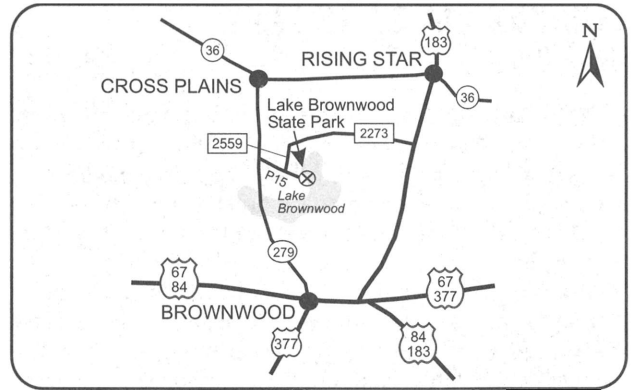 N
183
36
RISING STAR
CROSS PLAINS
36
Lake Brownwood
State Park
2559
2273
P15
Lake
Brownwood
279
67
84
67
377
BROWNWOOD
377
84
183